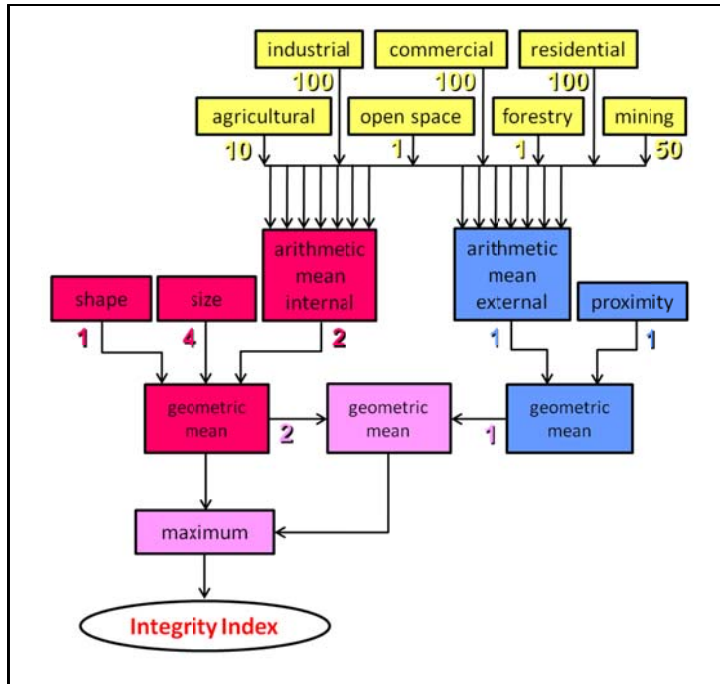 industrial
commercial
residential
100
100
100
agricultural
open space
forestry
mining
10
1
1
50
arithmetic
mean
internal
arithmetic
mean
external
shape
size
proximity
1
4
2
1
1
geometric
mean
geometric
mean
geometric
mean
2
1
maximum
Integrity Index